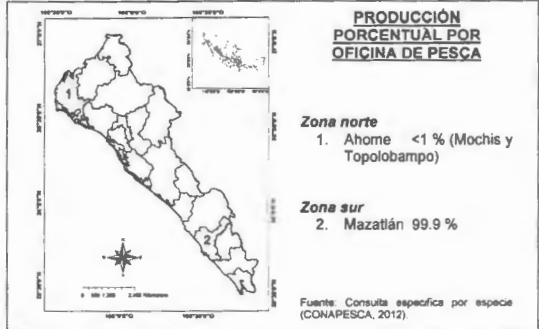 PRODUCCIÓN
PORCENTUAL POR
OFICINA DE PESCA
Zona norte
1. Ahome <1 % (Mochis y
Topolobampo)
Zona sur
2. Mazatlán 99.9 %
Fuente: Consulta específica por especie
(CONAPESCA, 2012).
1
2